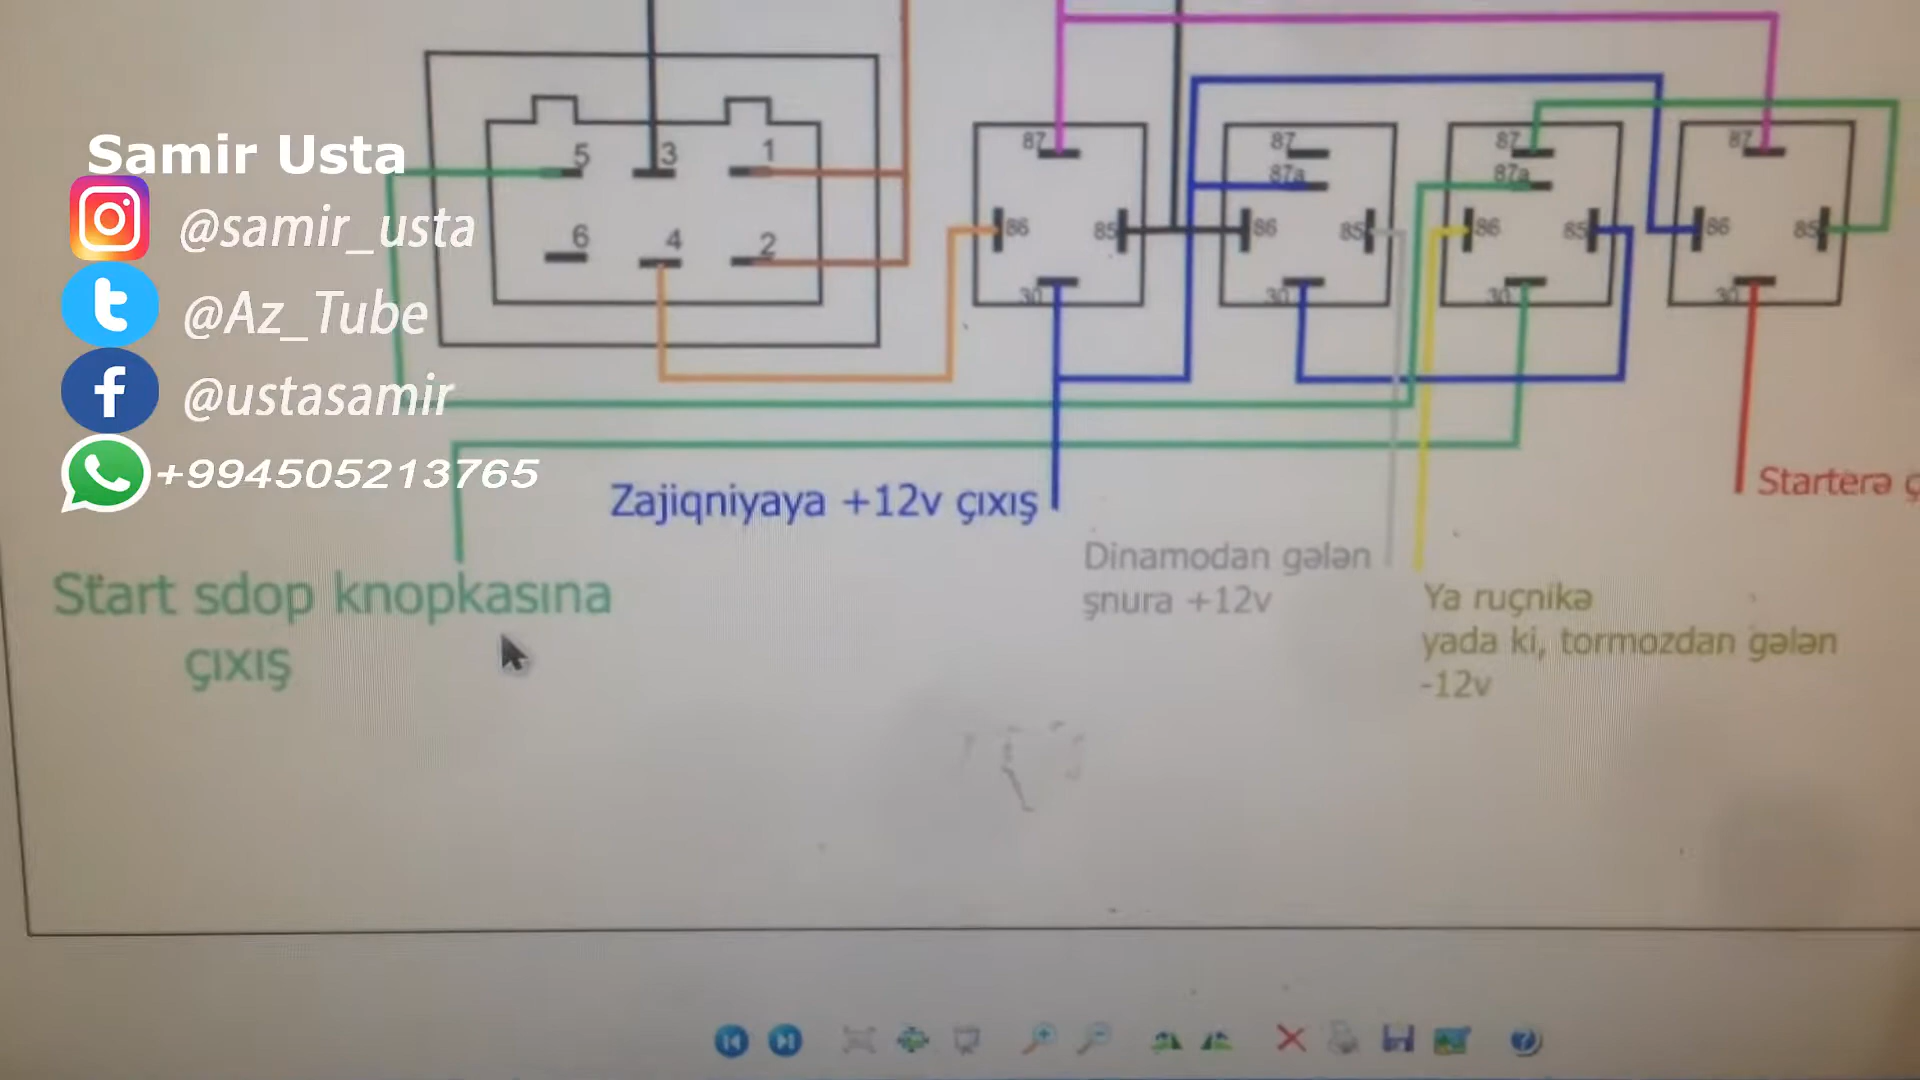 Samir Usta
@samir_usta
@Az_Tube
@ustasamir
+994505213765
5 3 1
6 4 2
87 87 87 87
87a 87a
86 85 86 85 86 85 86 85
30 30 30 30
Zajiqniyaya +12v çıxış
Starterə ç
Dinamodan gələn
şnura +12v
Ya ruçnikə
yada ki, tormozdan gələn
-12v
Start sdop knopkasına
çıxış